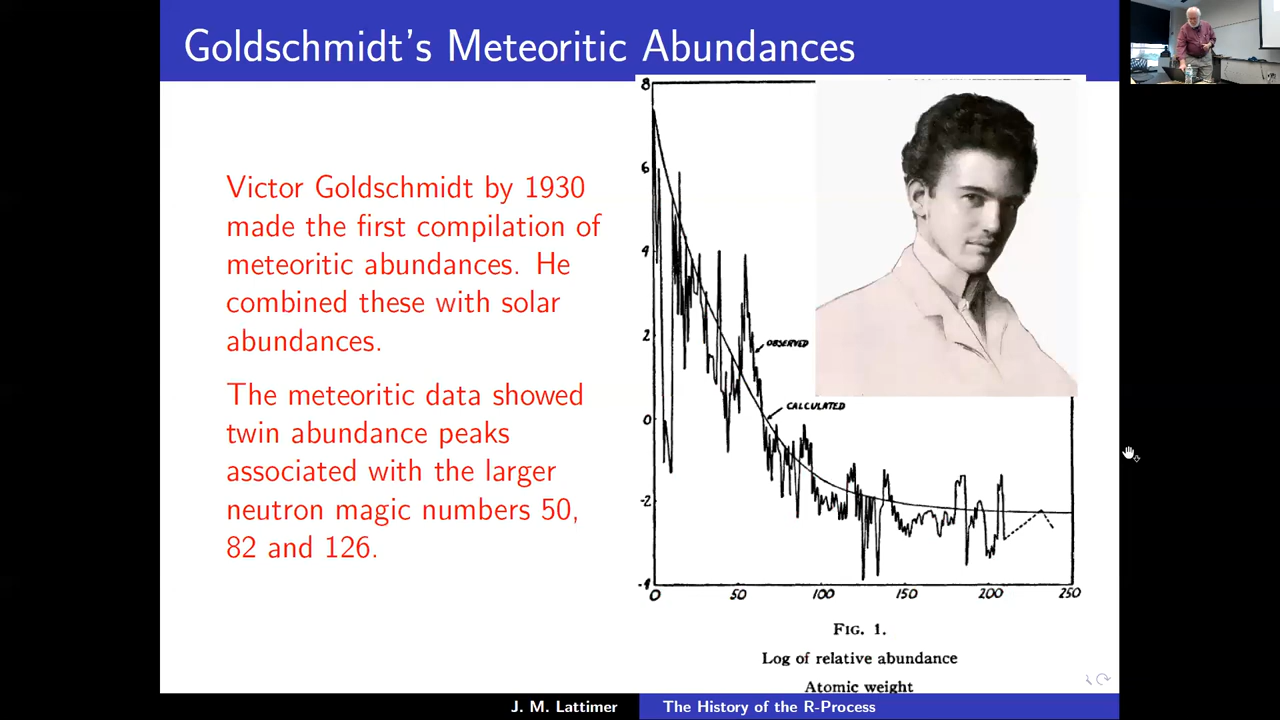 Goldschmidt's Meteoritic Abundances
Victor Goldschmidt by 1930
made the first compilation of
meteoritic abundances. He
combined these with solar
abundances.
The meteoritic data showed
twin abundance peaks
associated with the larger
neutron magic numbers 50,
82 and 126.
8
6
4
2
0
-2
-4
OBSERVED
CALCULATED
0 50 100 150 200 250
FIG. 1.
Log of relative abundance
Atomic weight
J. M. Lattimer
The History of the R-Process